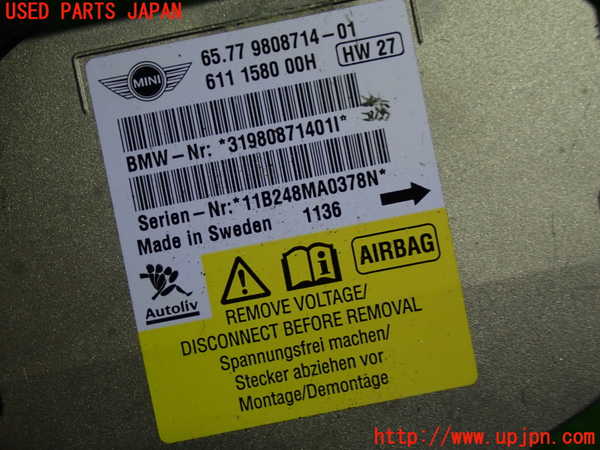 USED PARTS JAPAN
65.77 9808714-01
MINI
611 1580 00H
HW 27
BMW-Nr: *31980871401I*
Serien-Nr: *11B248MA0378N*
Made in Sweden 1136
AIRBAG
Autoliv
REMOVE VOLTAGE/
DISCONNECT BEFORE REMOVAL
Spannungsfrei machen/
Stecker abziehen vor
Montage/Demontäge
http://www.upjpn.com/